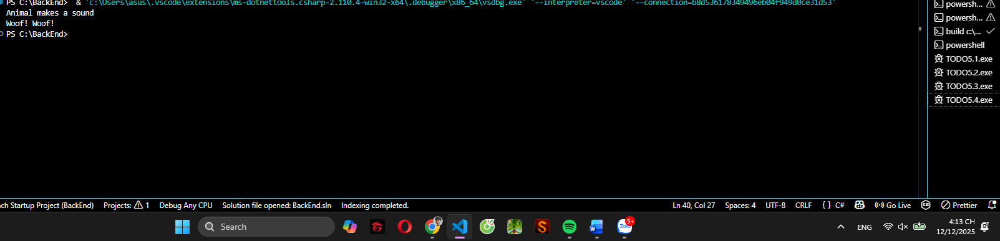 PS C:\BackEnd>  & 'c:\Users\asus\.vscode\extensions\ms-dotnettools.csharp-2.110.4-win32-x64\.debugger\x86_64\vsdbg.exe' '--interpreter=vscode' '--connection=b8d536178349496eb04f949d0ce31d53'
Animal makes a sound
Woof! Woof!
PS C:\BackEnd>
powersh...
powersh...
build c:\...
powershell
TODO5.1.exe
TODO5.2.exe
TODO5.3.exe
TODO5.4.exe
ach Startup Project (BackEnd) Projects: 1 Debug Any CPU Solution file opened: BackEnd.sln Indexing completed. Ln 40, Col 27 Spaces: 4 UTF-8 CRLF { } C# Go Live Prettier
Search Zalo 5+ ENG 4:13 CH
12/12/2025